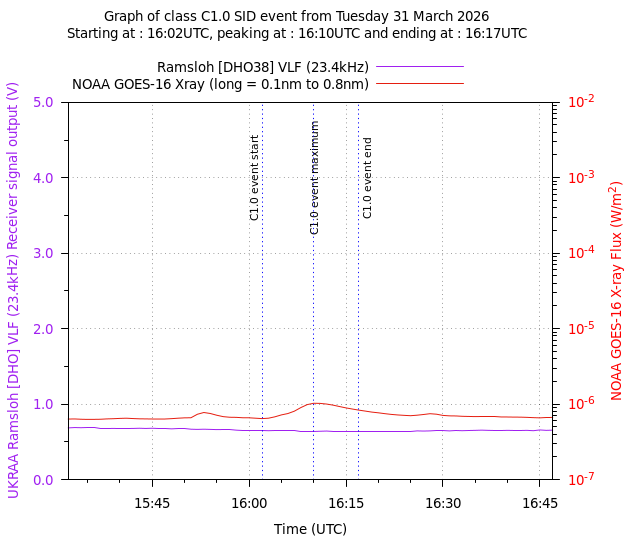 Graph of class C1.0 SID event from Tuesday 31 March 2026
Starting at : 16:02UTC, peaking at : 16:10UTC and ending at : 16:17UTC
Ramsloh [DHO38] VLF (23.4kHz)
NOAA GOES-16 Xray (long = 0.1nm to 0.8nm)
UKRAA Ramsloh [DHO] VLF (23.4kHz) Receiver signal output (V)
5.0
4.0
3.0
2.0
1.0
0.0
C1.0 event start
C1.0 event maximum
C1.0 event end
10-2
10-3
10-4
10-5
10-6
10-7
NOAA GOES-16 X-ray Flux (W/m2)
15:45
16:00
16:15
16:30
16:45
Time (UTC)